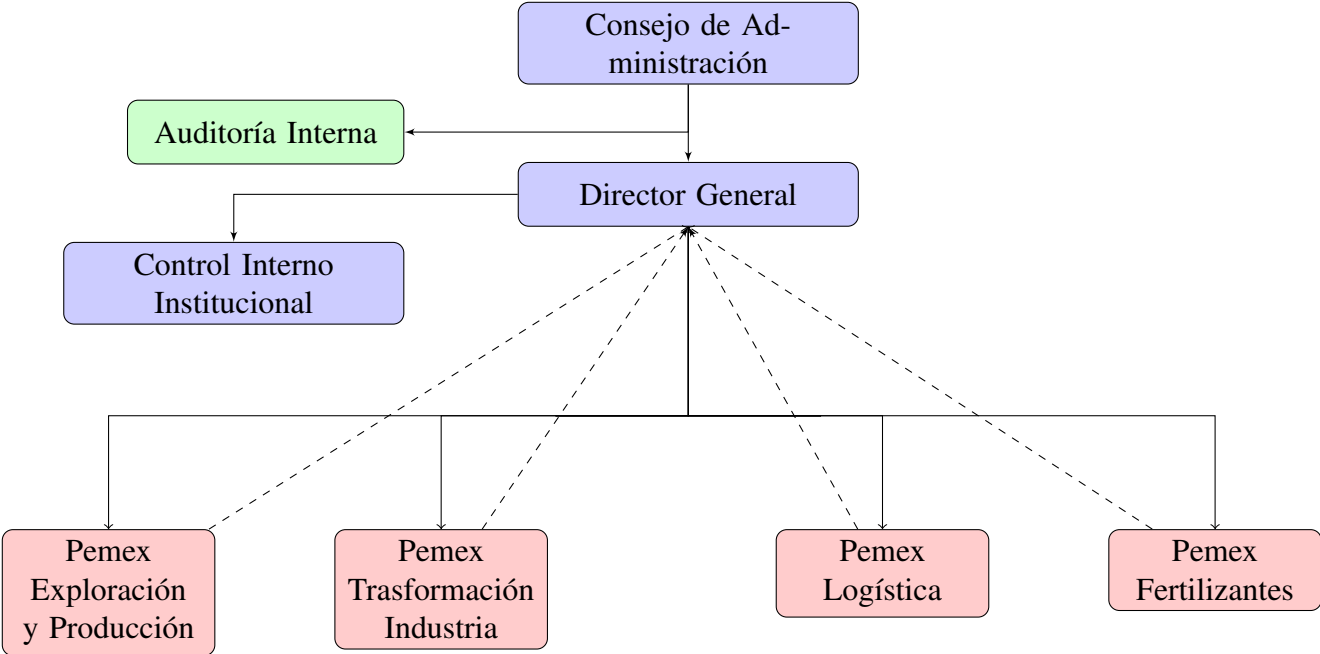 Consejo de Ad-
ministración
Auditoría Interna
Director General
Control Interno
Institucional
Pemex
Exploración
y Producción
Pemex
Trasformación
Industria
Pemex
Logística
Pemex
Fertilizantes